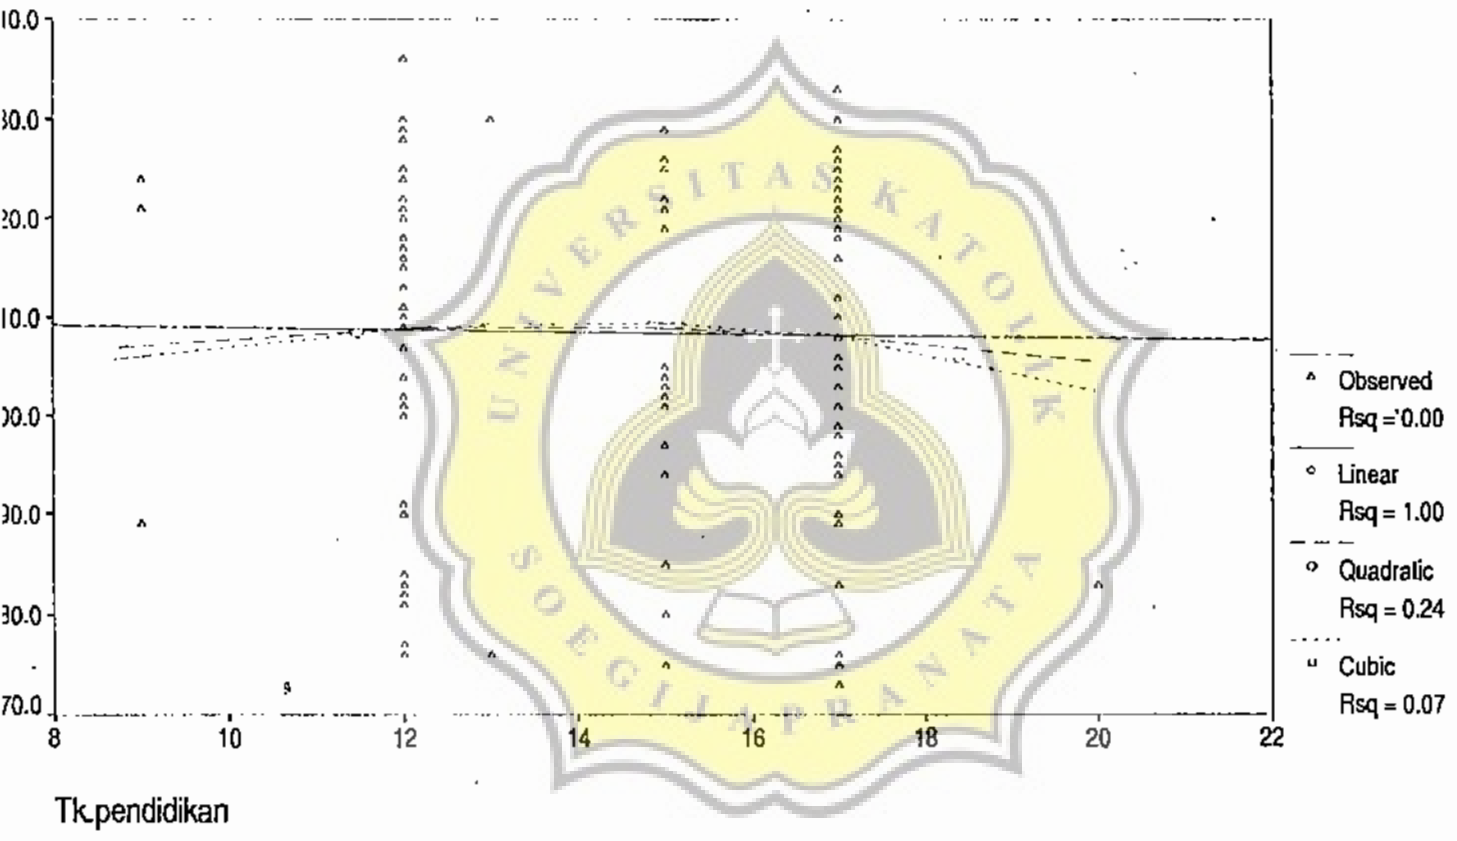 10.0
30.0
20.0
10.0
00.0
90.0
80.0
70.0
8 10 12 14 16 18 20 22
Tk.pendidikan
Observed
Rsq = 0.00
Linear
Rsq = 1.00
Quadralic
Rsq = 0.24
Cubic
Rsq = 0.07
UNIVERSITAS KATOLIK
SOEGIJAPRANATA